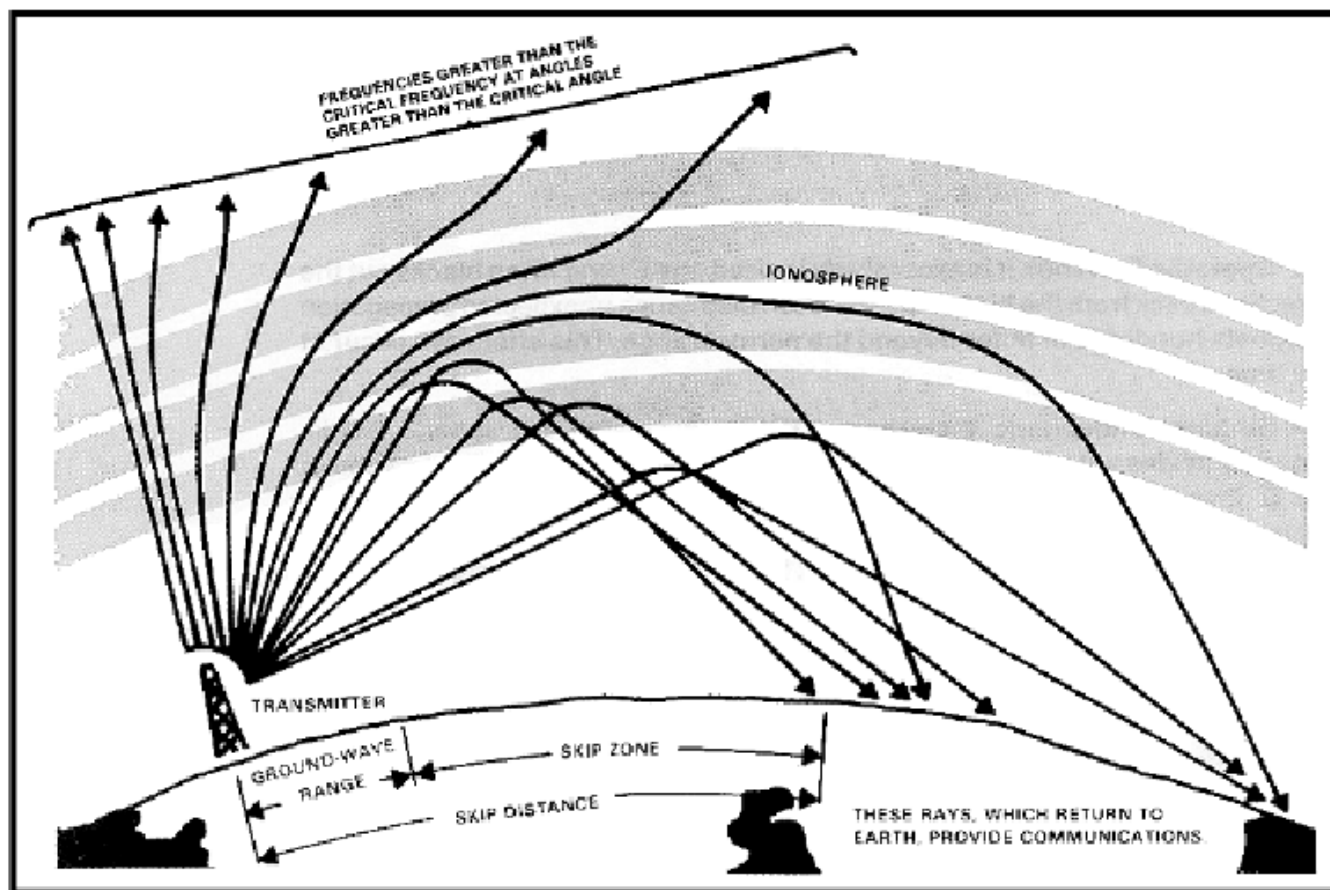 FREQUENCIES GREATER THAN THE
CRITICAL FREQUENCY AT ANGLES
GREATER THAN THE CRITICAL ANGLE
IONOSPHERE
TRANSMITTER
GROUND-WAVE
RANGE
SKIP ZONE
SKIP DISTANCE
THESE RAYS, WHICH RETURN TO
EARTH, PROVIDE COMMUNICATIONS.